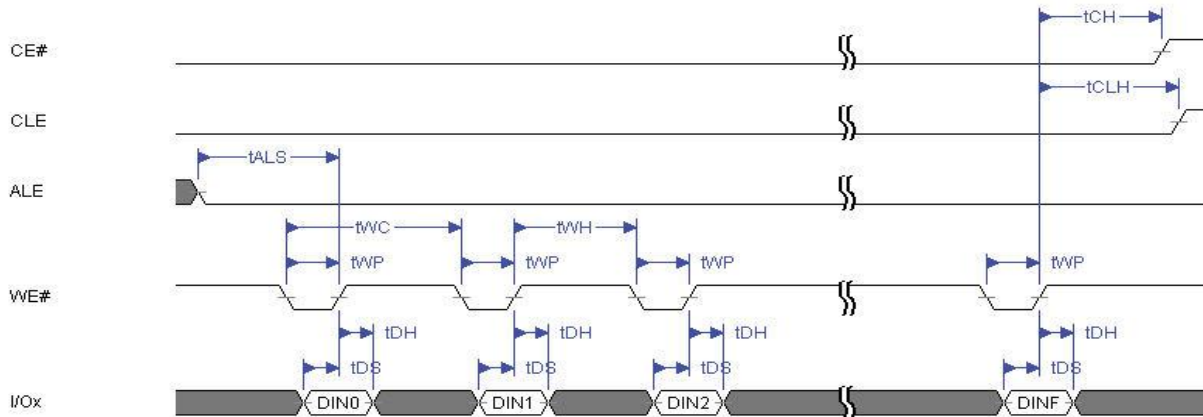 tCH
CE#
tCLH
CLE
tALS
ALE
tWC
tWH
tWP
tWP
tWP
tWP
WE#
tDH
tDH
tDH
tDH
tDS
tDS
tDS
tDS
I/Ox
DIN0
DIN1
DIN2
DINF